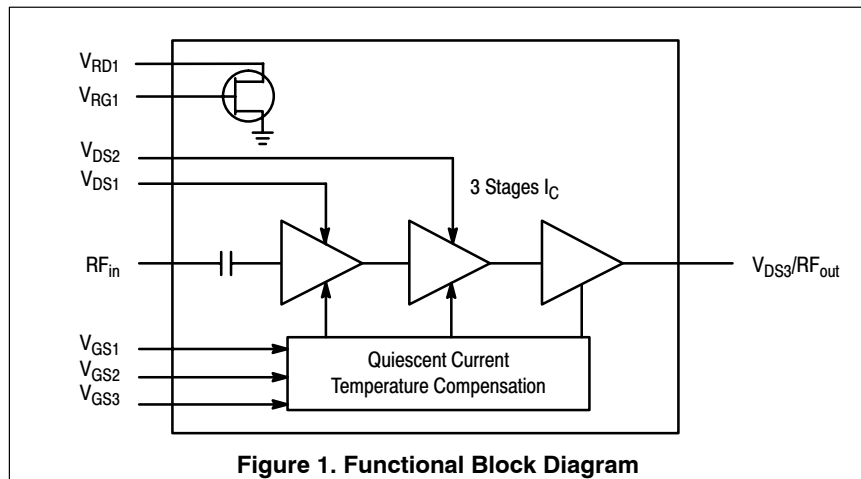 V_RD1
V_RG1
V_DS2
V_DS1
3 Stages I_C
RF_in
V_DS3/RF_out
V_GS1
V_GS2
V_GS3
Quiescent Current
Temperature Compensation
Figure 1. Functional Block Diagram